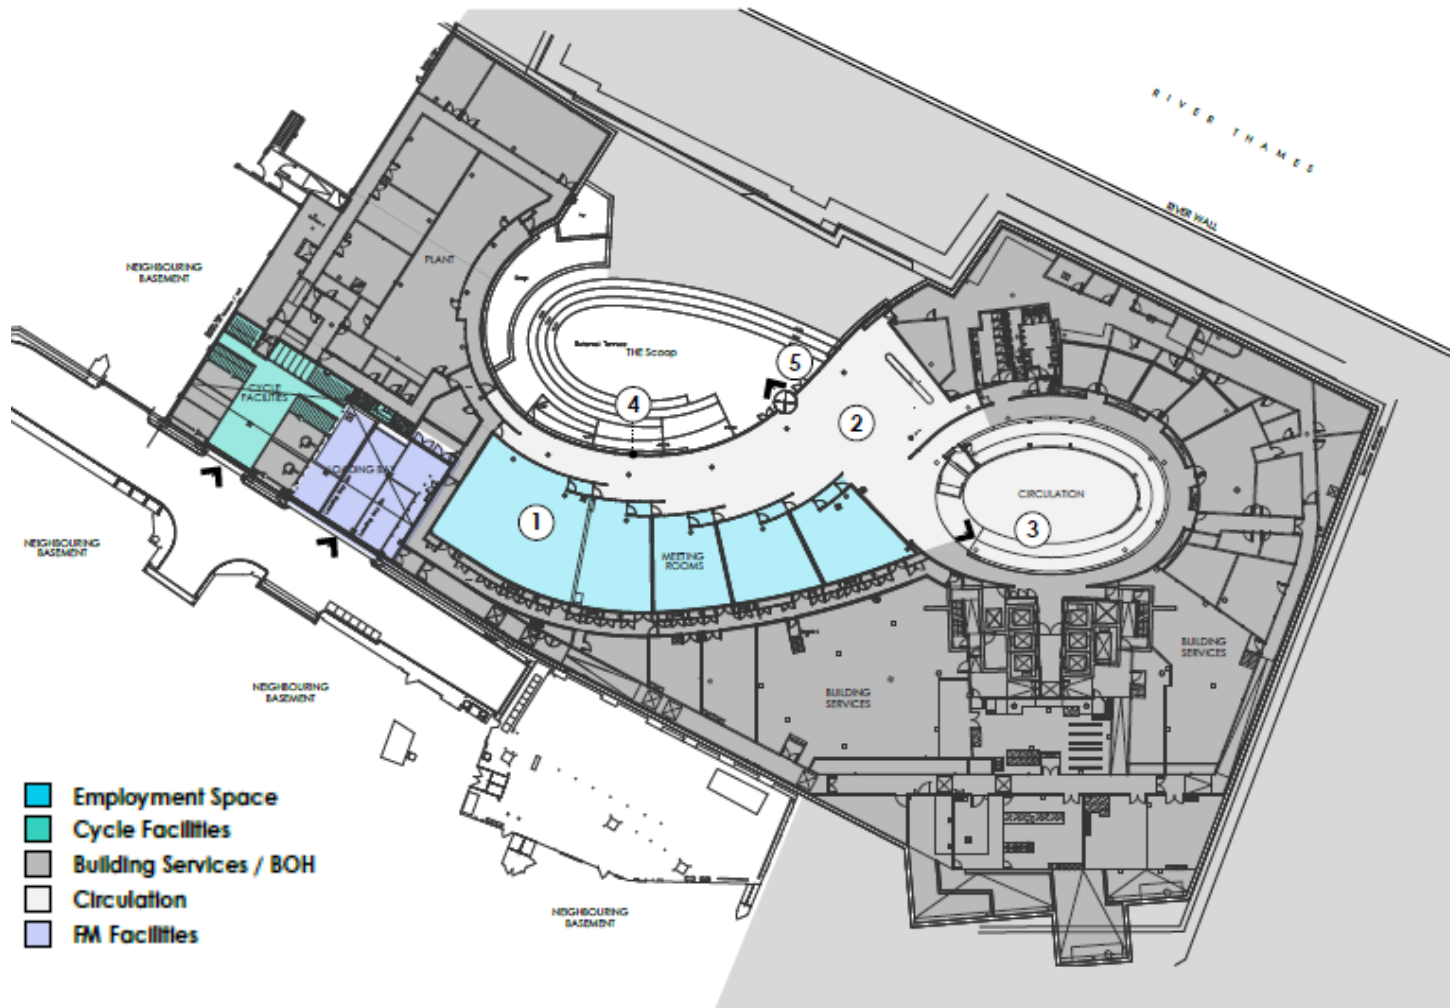 RIVER THAMES
RIVER WALL
NEIGHBOURING
BASEMENT
PLANT
THE Scoop
5
4
2
CYCLE
FACILITIES
LOADING BAY
CIRCULATION
1
3
MEETING
ROOMS
NEIGHBOURING
BASEMENT
BUILDING
SERVICES
NEIGHBOURING
BASEMENT
BUILDING
SERVICES
Employment Space
Cycle Facilities
Building Services / BOH
Circulation
FM Facilities
NEIGHBOURING
BASEMENT